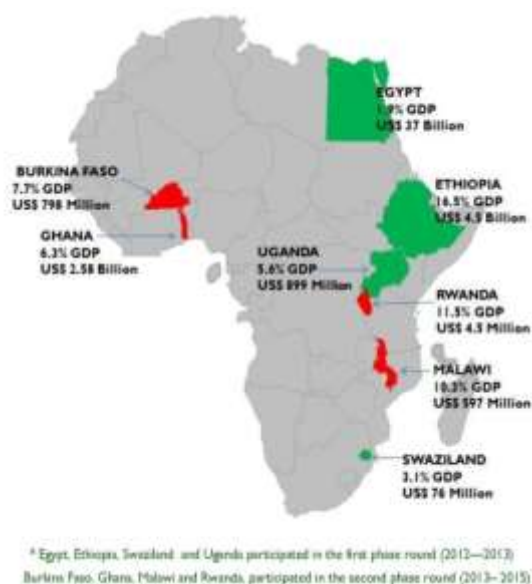 EGYPT
1.9% GDP
US$ 37 Billion
BURKINA FASO
7.7% GDP
US$ 798 Million
ETHIOPIA
16.5% GDP
US$ 4.5 Billion
GHANA
6.3% GDP
US$ 2.58 Billion
UGANDA
5.6% GDP
US$ 899 Million
RWANDA
11.5% GDP
US$ 4.5 Million
MALAWI
10.3% GDP
US$ 597 Million
SWAZILAND
3.1% GDP
US$ 76 Million
* Egypt, Ethiopia, Swaziland and Uganda participated in the first phase round (2012—2013)
Burkina Faso, Ghana, Malawi and Rwanda, participated in the second phase round (2013–2015)